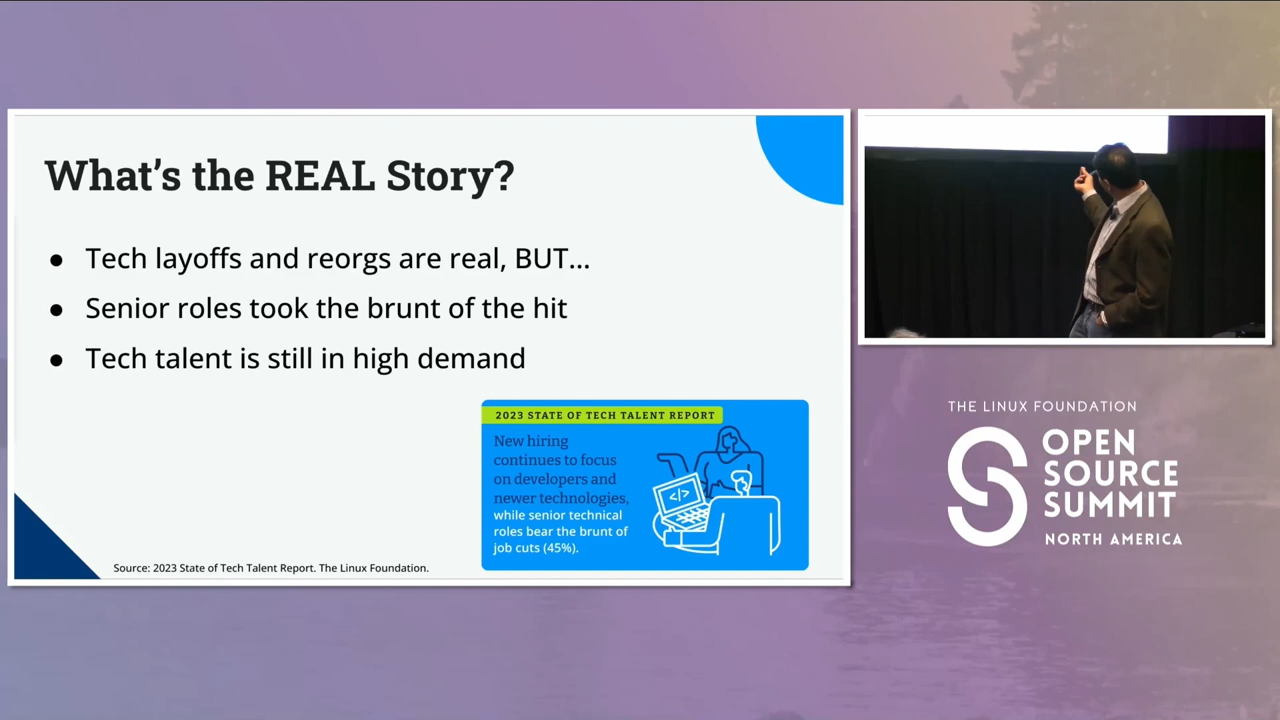 What's the REAL Story?
● Tech layoffs and reorgs are real, BUT...
● Senior roles took the brunt of the hit
● Tech talent is still in high demand
2023 STATE OF TECH TALENT REPORT
New hiring
continues to focus
on developers and
newer technologies,
while senior technical
roles bear the brunt of
job cuts (45%).
</>
Source: 2023 State of Tech Talent Report. The Linux Foundation.
THE LINUX FOUNDATION
OPEN
SOURCE
SUMMIT
NORTH AMERICA